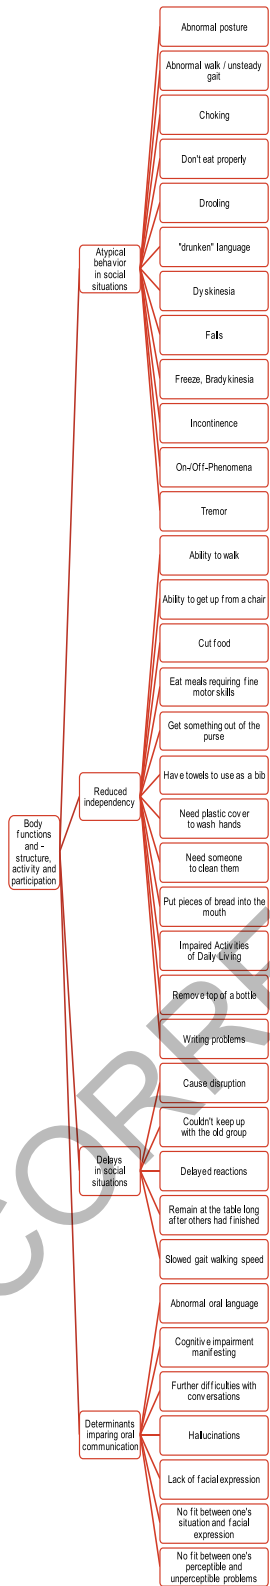 Body
functions
and -
structure,
activity and
participation
Atypical
behavior
in social
situations
Abnormal posture
Abnormal walk / unsteady
gait
Choking
Don't eat properly
Drooling
"drunken" language
Dyskinesia
Falls
Freeze, Bradykinesia
Incontinence
On-/Off-Phenomena
Tremor
Reduced
independency
Ability to walk
Ability to get up from a chair
Cut food
Eat meals requiring fine
motor skills
Get something out of the
purse
Have towels to use as a bib
Need plastic cover
to wash hands
Need someone
to clean them
Put pieces of bread into the
mouth
Impaired Activities
of Daily Living
Remove top of a bottle
Writing problems
Delays
in social
situations
Cause disruption
Couldn't keep up
with the old group
Delayed reactions
Remain at the table long
after others had finished
Slowed gait walking speed
Determinants
imparing oral
communication
Abnormal oral language
Cognitive impairment
manifesting
Further difficulties with
conversations
Hallucinations
Lack of facial expression
No fit between one's
situation and facial
expression
No fit between one's
perceptible and
unperceptible problems
CORRE